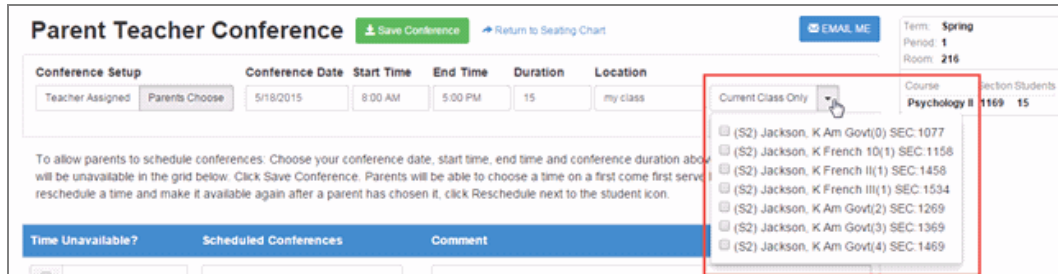 Parent Teacher Conference Save Conference Return to Seating Chart EMAIL ME
Term: Spring
Period: 1
Room: 216
Conference Setup Conference Date Start Time End Time Duration Location
Teacher Assigned Parents Choose 5/18/2015 8:00 AM 5:00 PM 15 my class Current Class Only
Course Section Students
Psychology II 1169 15
(S2) Jackson, K Am Govt(0) SEC:1077
(S2) Jackson, K French 10(1) SEC:1158
(S2) Jackson, K French II(1) SEC:1458
(S2) Jackson, K French III(1) SEC:1534
(S2) Jackson, K Am Govt(2) SEC:1269
(S2) Jackson, K Am Govt(3) SEC:1369
(S2) Jackson, K Am Govt(4) SEC:1469
To allow parents to schedule conferences: Choose your conference date, start time, end time and conference duration
will be unavailable in the grid below. Click Save Conference. Parents will be able to choose a time on a first come first serve
reschedule a time and make it available again after a parent has chosen it, click Reschedule next to the student icon.
Time Unavailable? Scheduled Conferences Comment